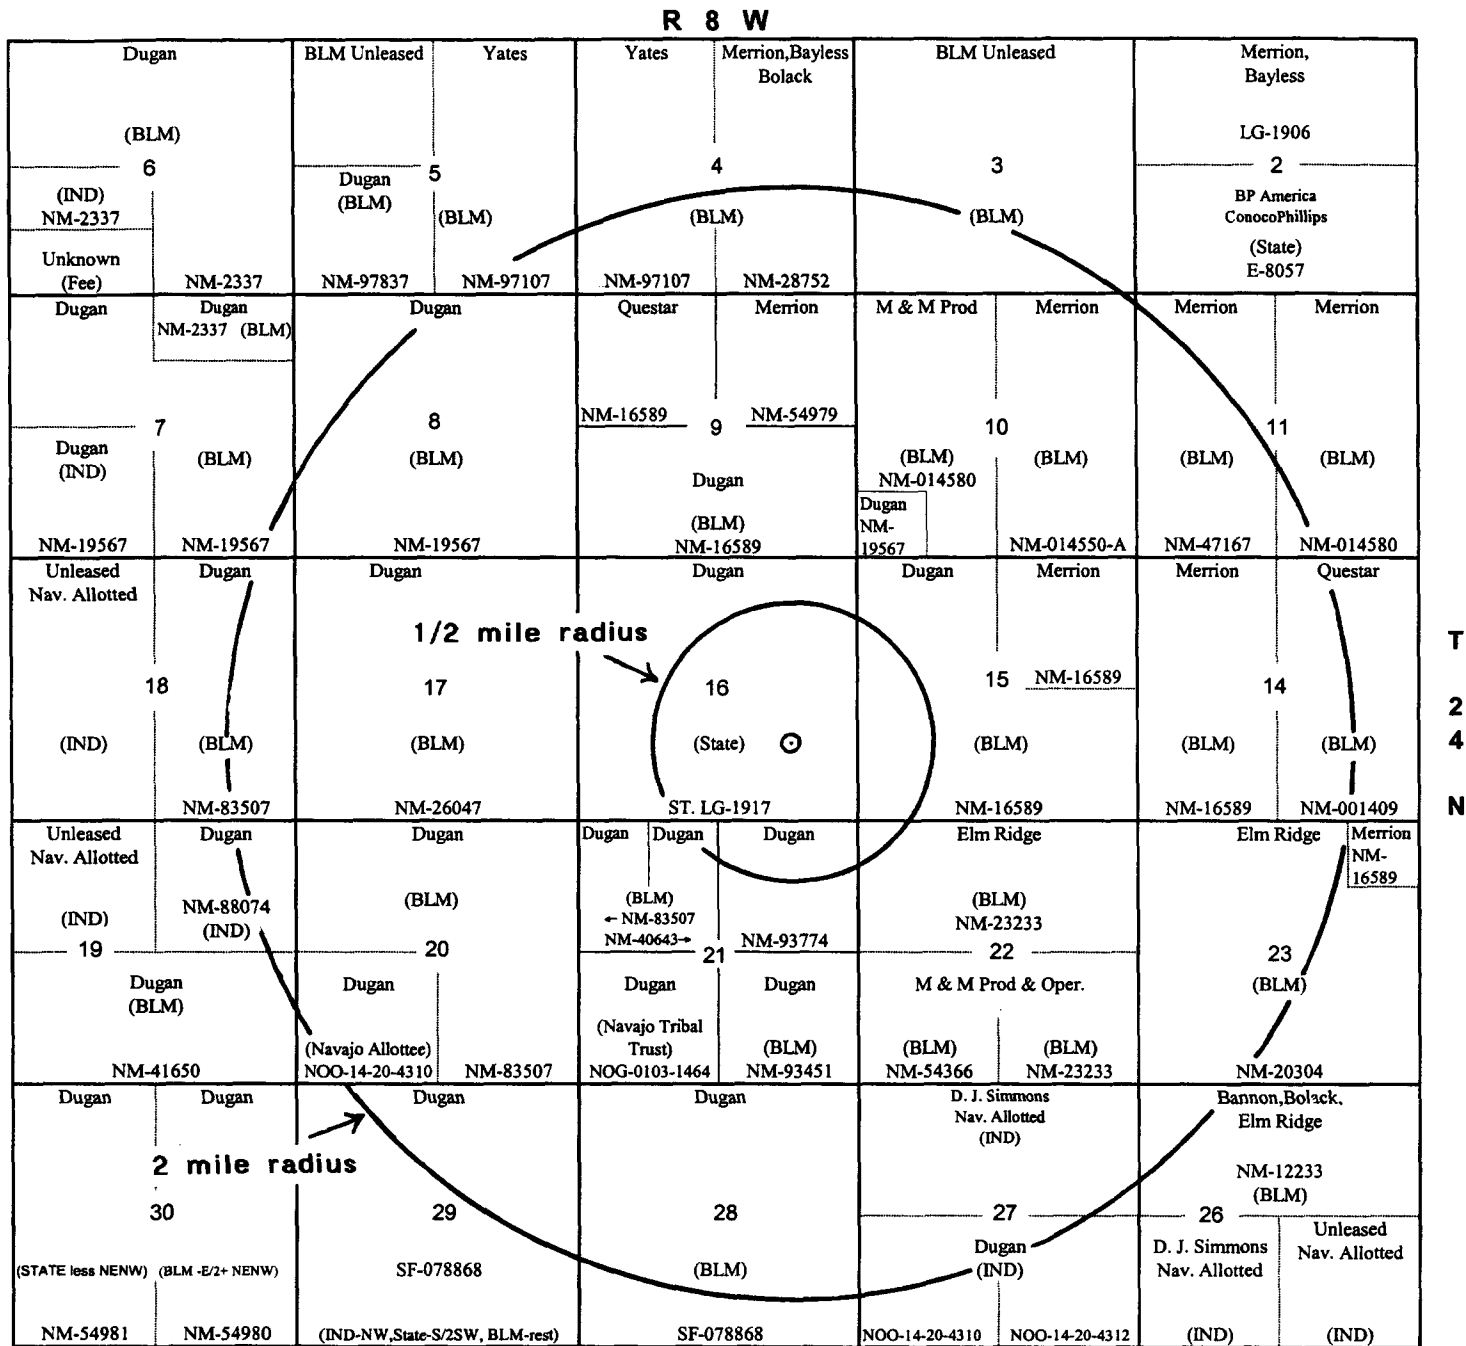 R 8 W
Dugan
(BLM)
6
(IND)
NM-2337
Unknown
(Fee)
NM-2337
BLM Unleased
Yates
5
Dugan
(BLM)
(BLM)
NM-97837
NM-97107
Yates
Merrion,Bayless
Bolack
4
(BLM)
NM-97107
NM-28752
BLM Unleased
3
(BLM)
Merrion,
Bayless
LG-1906
2
BP America
ConocoPhillips
(State)
E-8057
Dugan
Dugan
NM-2337 (BLM)
7
Dugan
(IND)
(BLM)
NM-19567
NM-19567
Dugan
8
(BLM)
NM-19567
Questar
Merrion
NM-16589
NM-54979
9
Dugan
(BLM)
NM-16589
M & M Prod
Merrion
10
(BLM)
(BLM)
NM-014580
Dugan
NM-
19567
NM-014550-A
Merrion
Merrion
11
(BLM)
(BLM)
NM-47167
NM-014580
Unleased
Nav. Allotted
Dugan
18
(IND)
(BLM)
NM-83507
Dugan
1/2 mile radius
17
(BLM)
NM-26047
Dugan
16
(State)
ST. LG-1917
Dugan
Merrion
15
NM-16589
(BLM)
NM-16589
Merrion
Questar
14
(BLM)
(BLM)
NM-16589
NM-001409
T
2
4
N
Unleased
Nav. Allotted
Dugan
(IND)
NM-88074
(IND)
19
Dugan
(BLM)
NM-41650
Dugan
(BLM)
20
Dugan
(Navajo Allottee)
NOO-14-20-4310
NM-83507
Dugan
Dugan
Dugan
(BLM)
← NM-83507
NM-40643→
NM-93774
21
Dugan
Dugan
(Navajo Tribal
Trust)
(BLM)
NOG-0103-1464
NM-93451
Elm Ridge
(BLM)
NM-23233
22
M & M Prod & Oper.
(BLM)
(BLM)
NM-54366
NM-23233
Elm Ridge
Merrion
NM-
16589
23
(BLM)
NM-20304
Dugan
Dugan
2 mile radius
30
(STATE less NENW)
(BLM -E/2+ NENW)
NM-54981
NM-54980
Dugan
29
SF-078868
(IND-NW,State-S/2SW, BLM-rest)
Dugan
28
(BLM)
SF-078868
D. J. Simmons
Nav. Allotted
(IND)
27
Dugan
(IND)
NOO-14-20-4310
NOO-14-20-4312
Bannon,Bolack,
Elm Ridge
NM-12233
(BLM)
26
D. J. Simmons
Nav. Allotted
Unleased
Nav. Allotted
(IND)
(IND)